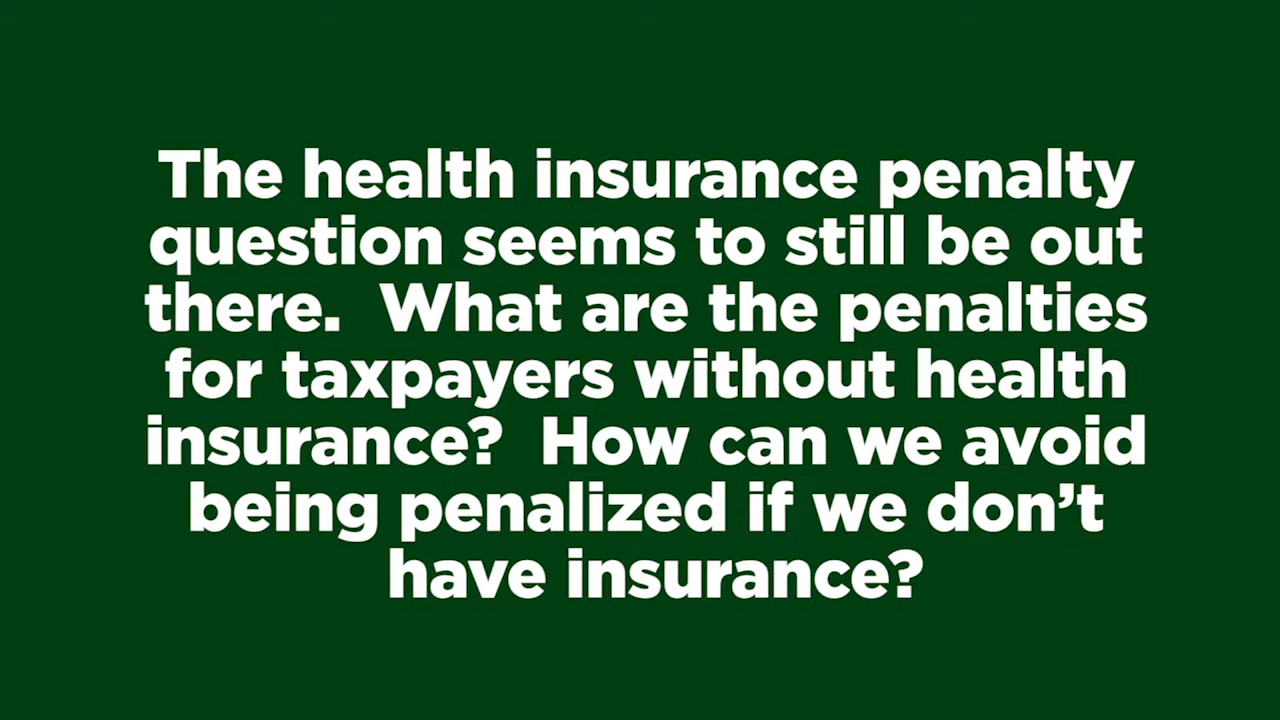 The health insurance penalty
question seems to still be out
there.  What are the penalties
for taxpayers without health
insurance?  How can we avoid
being penalized if we don’t
have insurance?